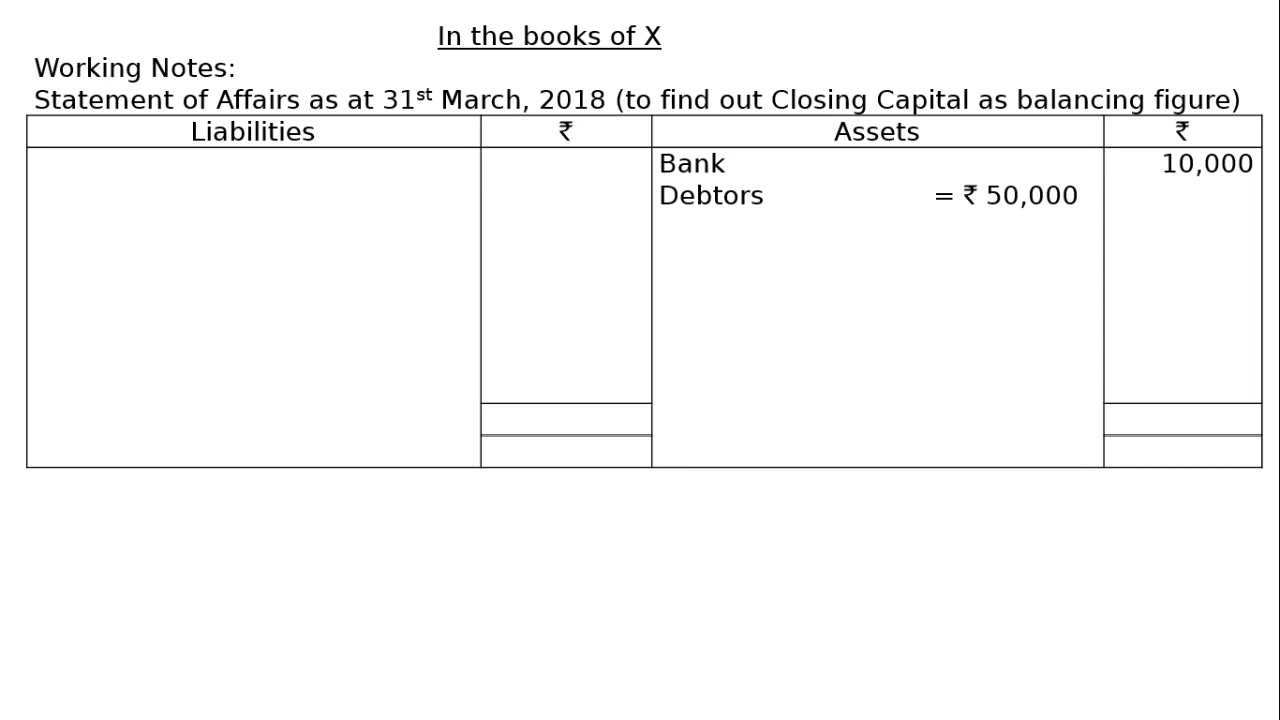 In the books of X
Working Notes:
Statement of Affairs as at 31st March, 2018 (to find out Closing Capital as balancing figure)
Liabilities ₹ Assets ₹
Bank 10,000
Debtors = ₹ 50,000